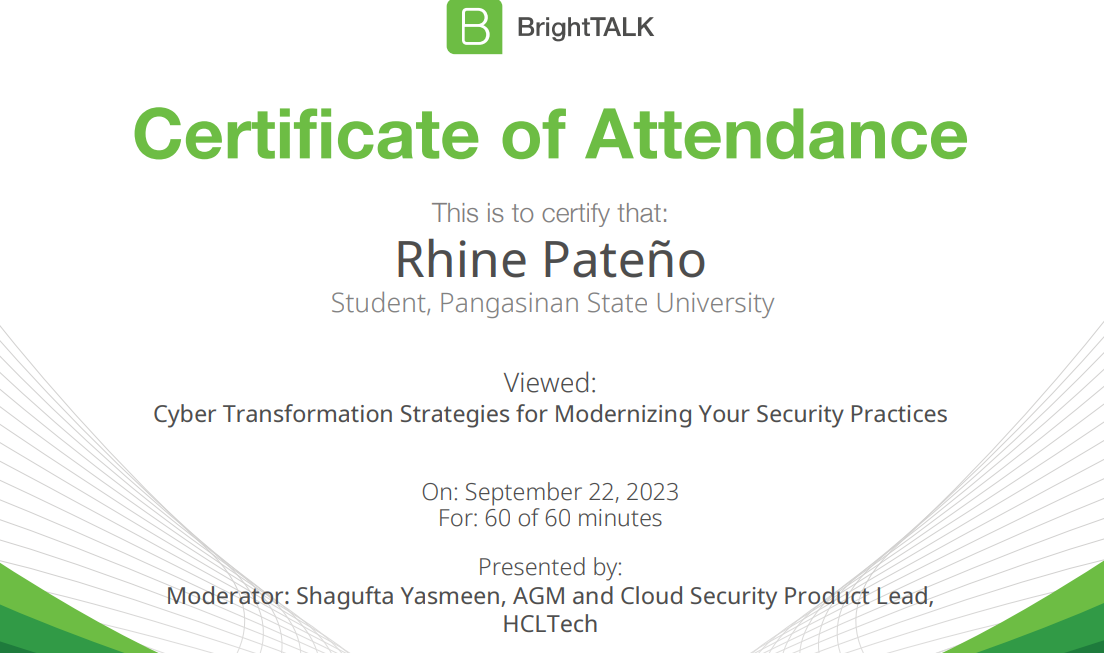 B BrightTALK
Certificate of Attendance
This is to certify that:
Rhine Pateño
Student, Pangasinan State University
Viewed:
Cyber Transformation Strategies for Modernizing Your Security Practices
On: September 22, 2023
For: 60 of 60 minutes
Presented by:
Moderator: Shagufta Yasmeen, AGM and Cloud Security Product Lead,
HCLTech